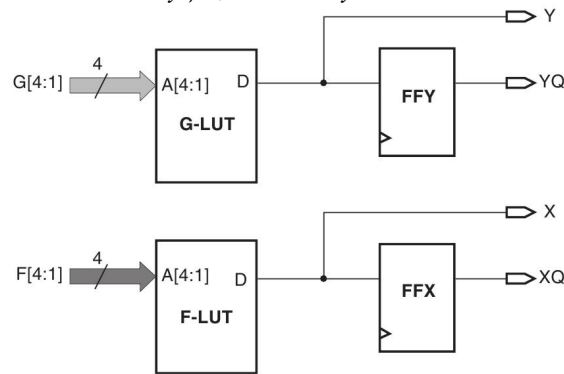 Y
4
G[4:1]
A[4:1]
D
G-LUT
FFY
YQ
X
4
F[4:1]
A[4:1]
D
F-LUT
FFX
XQ